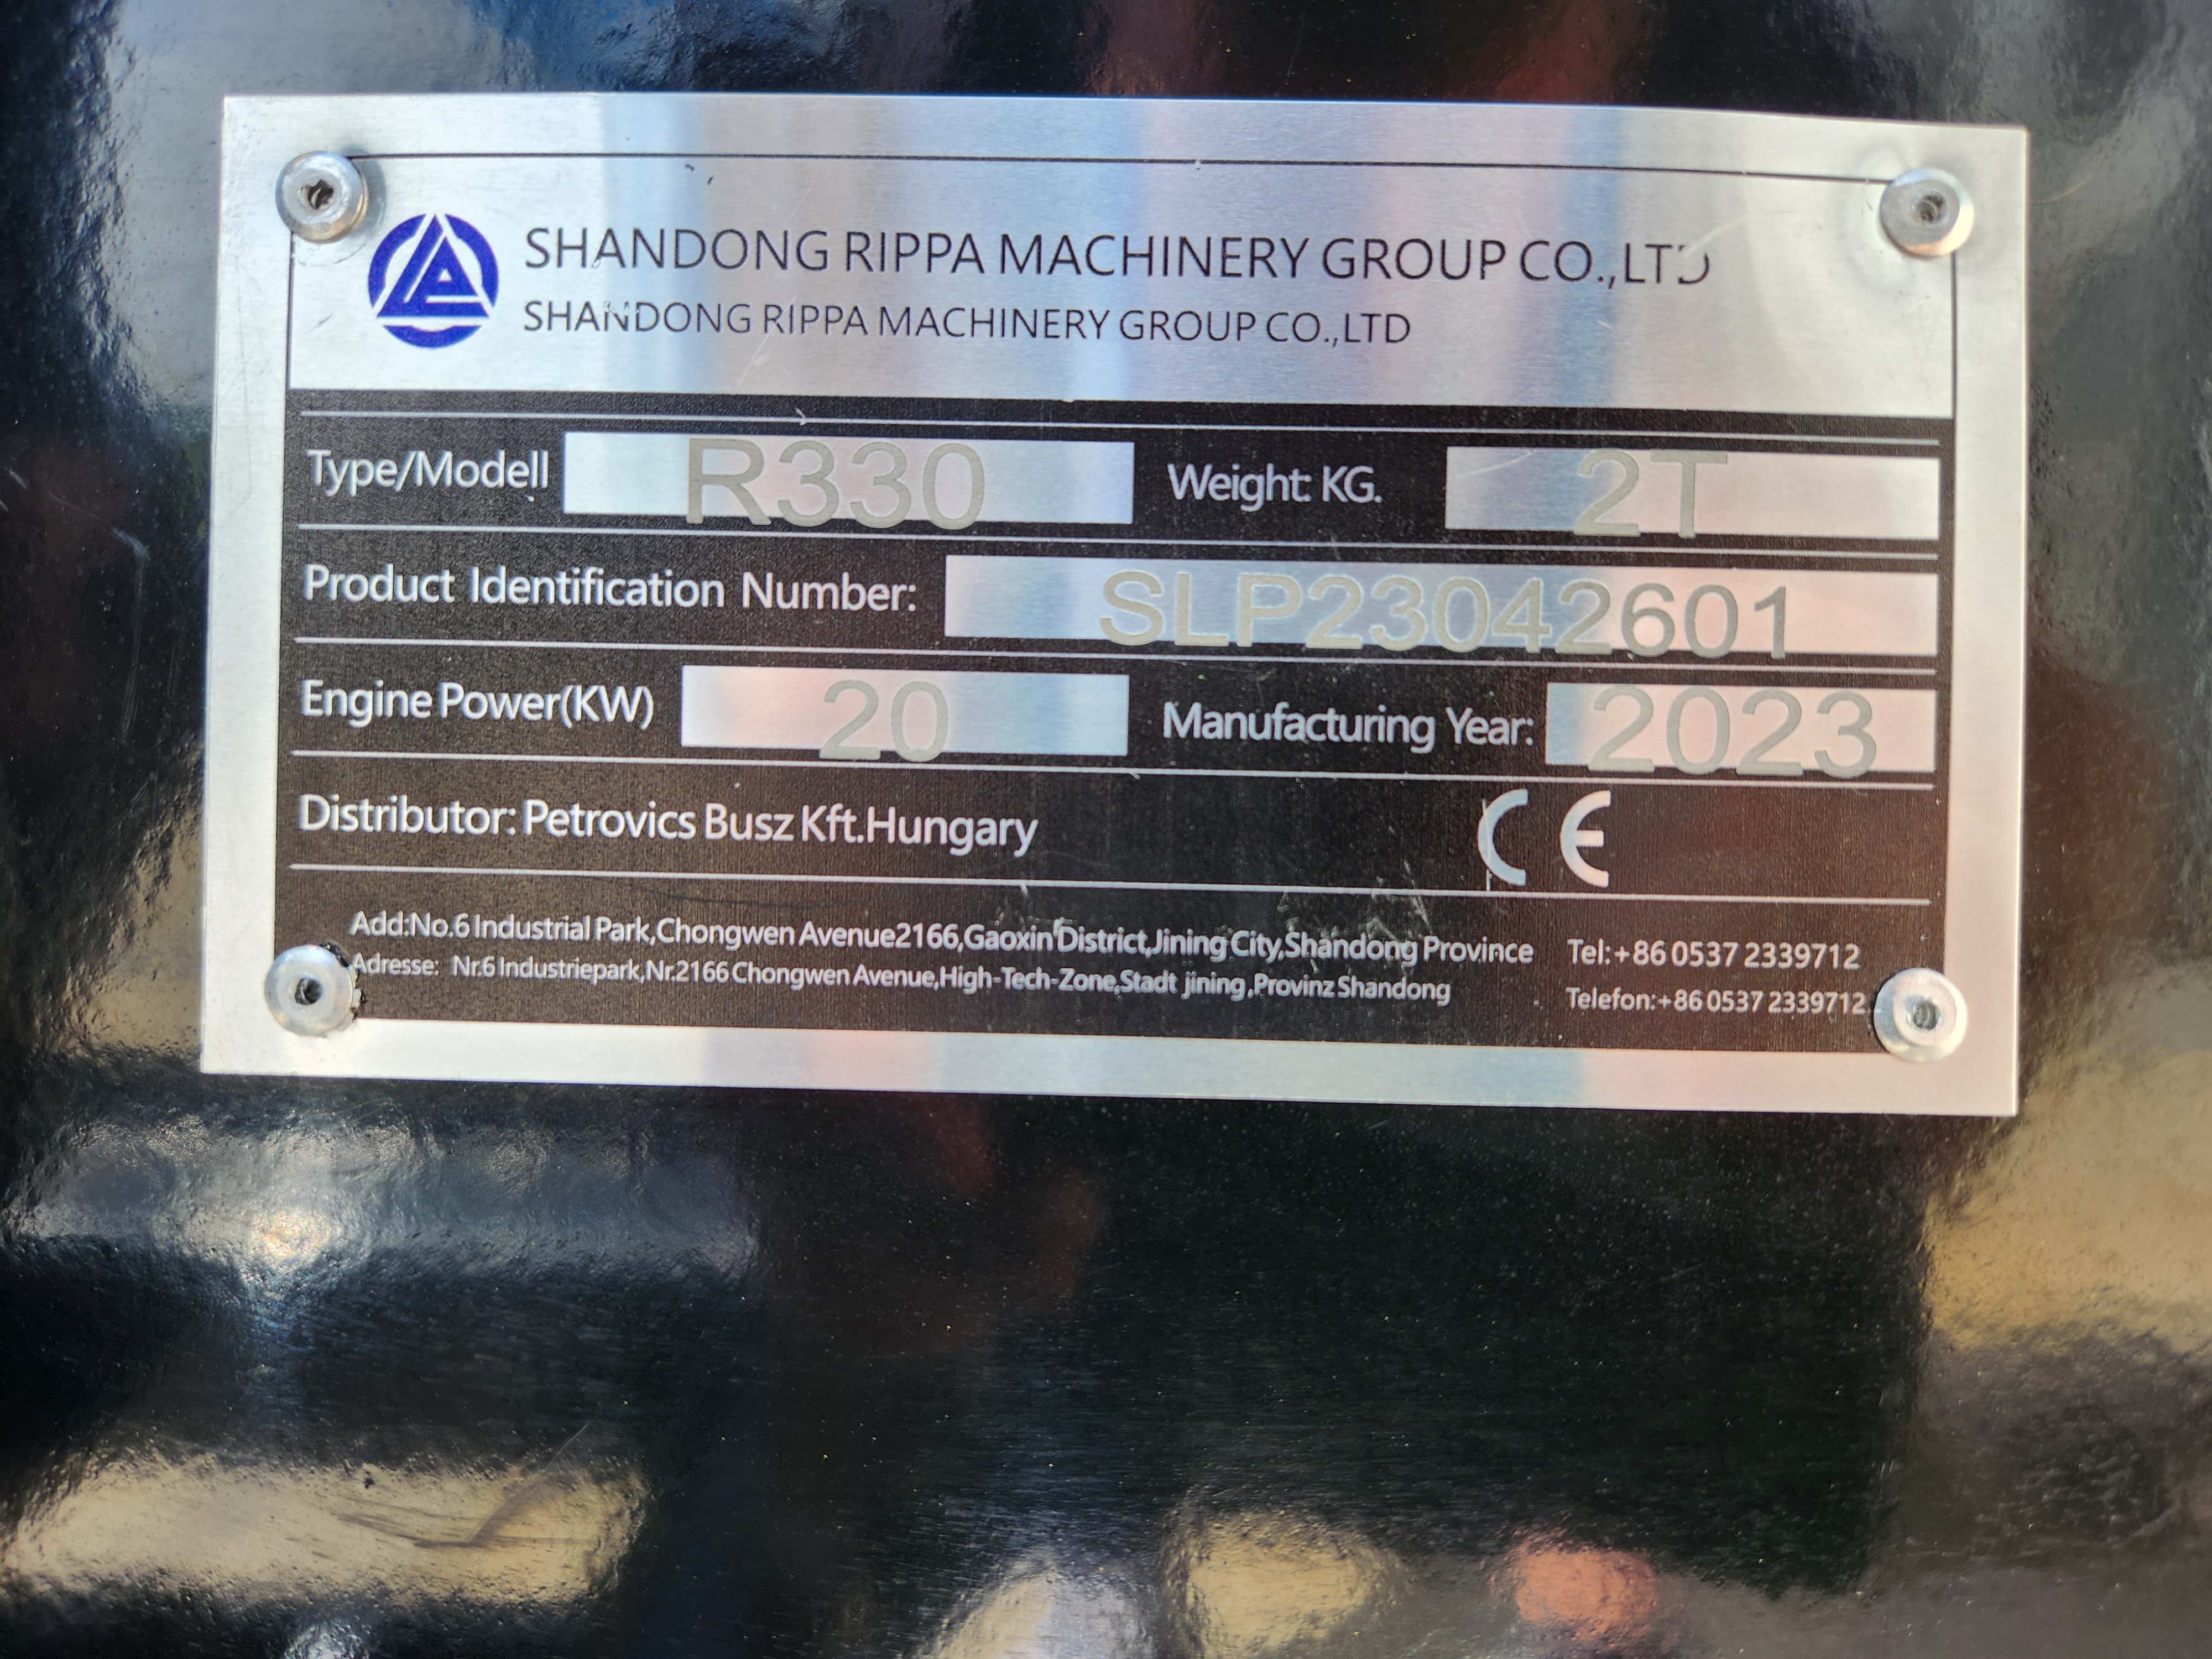 SHANDONG RIPPA MACHINERY GROUP CO.,LTD
SHANDONG RIPPA MACHINERY GROUP CO.,LTD
Type/Modell R330 Weight: KG. 2T
Product Identification Number: SLP23042601
Engine Power(KW) 20 Manufacturing Year: 2023
Distributor: Petrovics Busz Kft.Hungary CE
Add:No.6 Industrial Park,Chongwen Avenue2166,Gaoxin District,Jining City,Shandong Province Tel:+86 0537 2339712
Adresse: Nr.6 Industriepark,Nr.2166 Chongwen Avenue,High-Tech-Zone,Stadt jining,Provinz Shandong Telefon:+86 0537 2339712